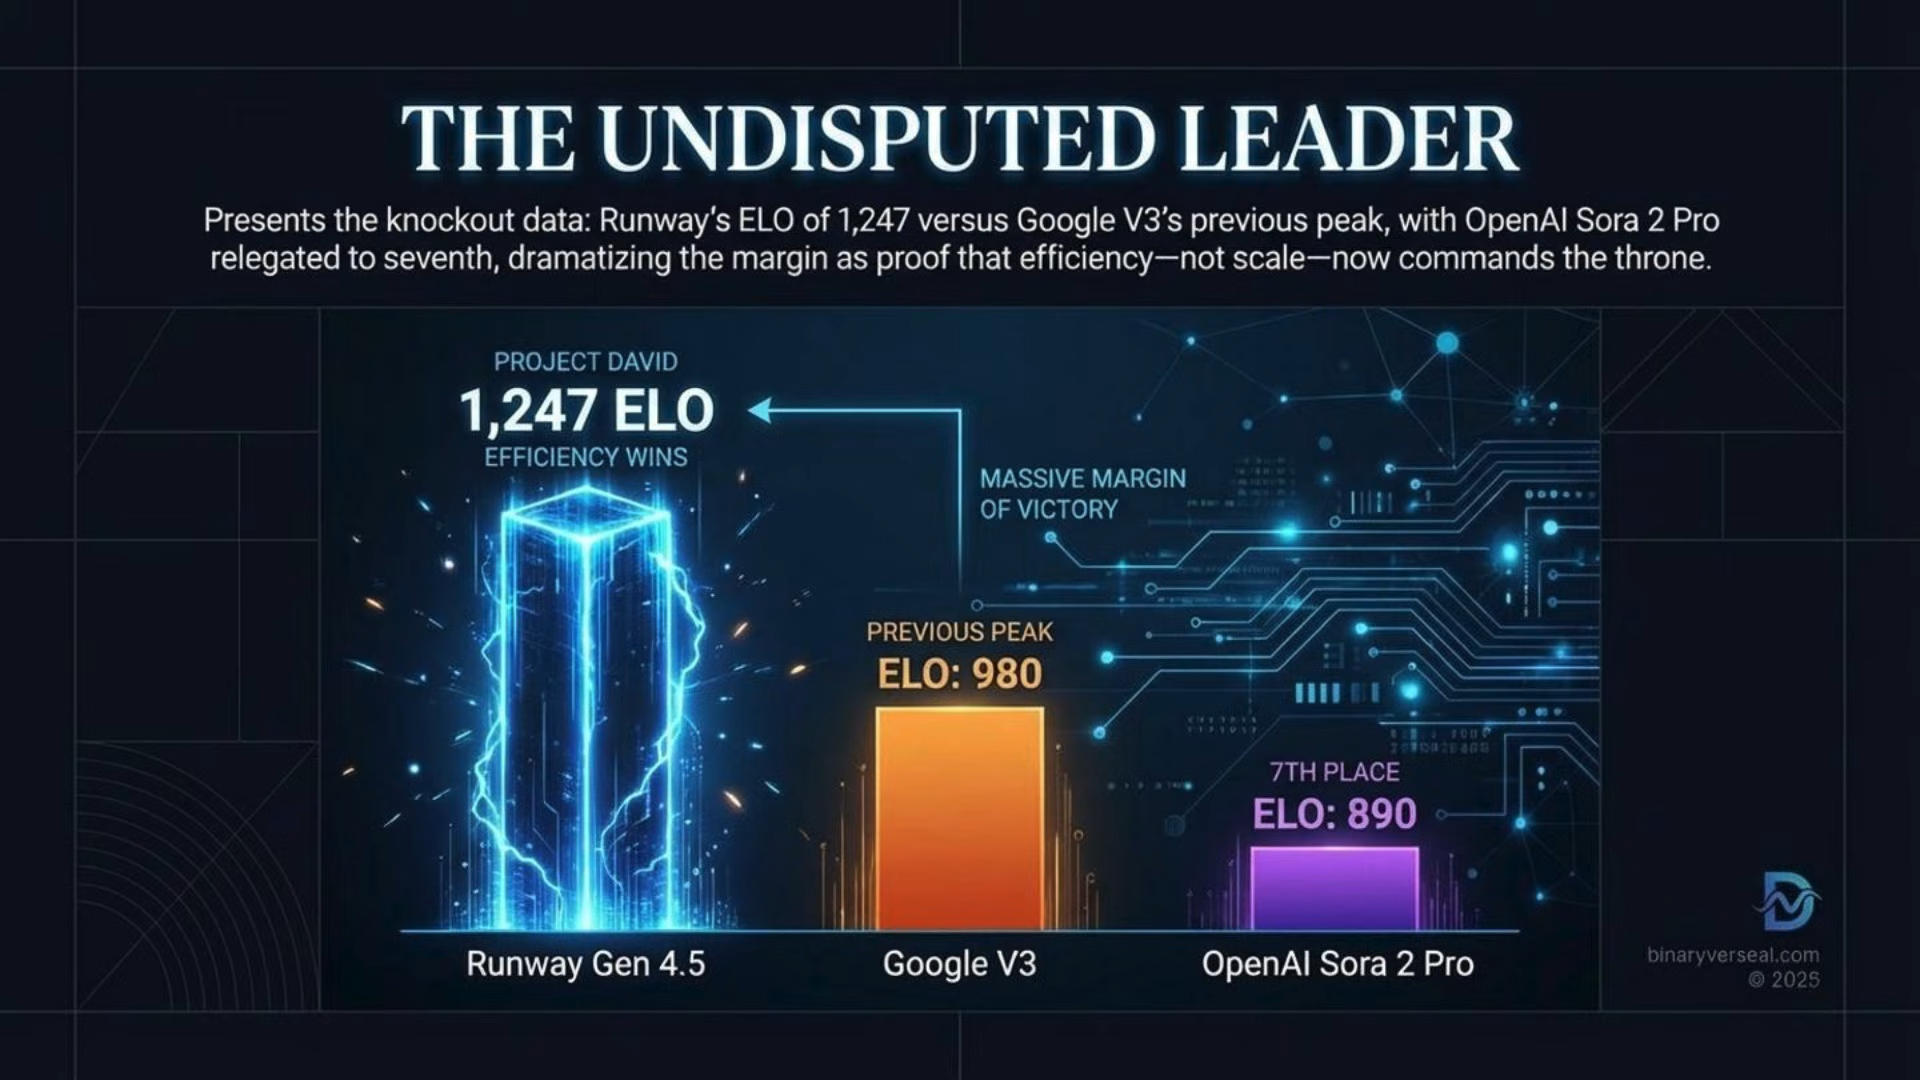 THE UNDISPUTED LEADER
Presents the knockout data: Runway's ELO of 1,247 versus Google V3's previous peak, with OpenAI Sora 2 Pro
relegated to seventh, dramatizing the margin as proof that efficiency—not scale—now commands the throne.
PROJECT DAVID
1,247 ELO
EFFICIENCY WINS
MASSIVE MARGIN
OF VICTORY
PREVIOUS PEAK
ELO: 980
7TH PLACE
ELO: 890
Runway Gen 4.5
Google V3
OpenAI Sora 2 Pro
binaryverseal.com
© 2025